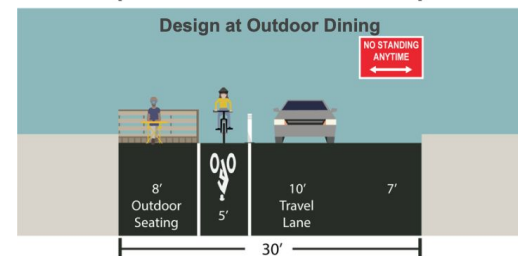 Design at Outdoor Dining
NO STANDING
ANYTIME
8'
Outdoor
Seating
5'
10'
Travel
Lane
7'
30'